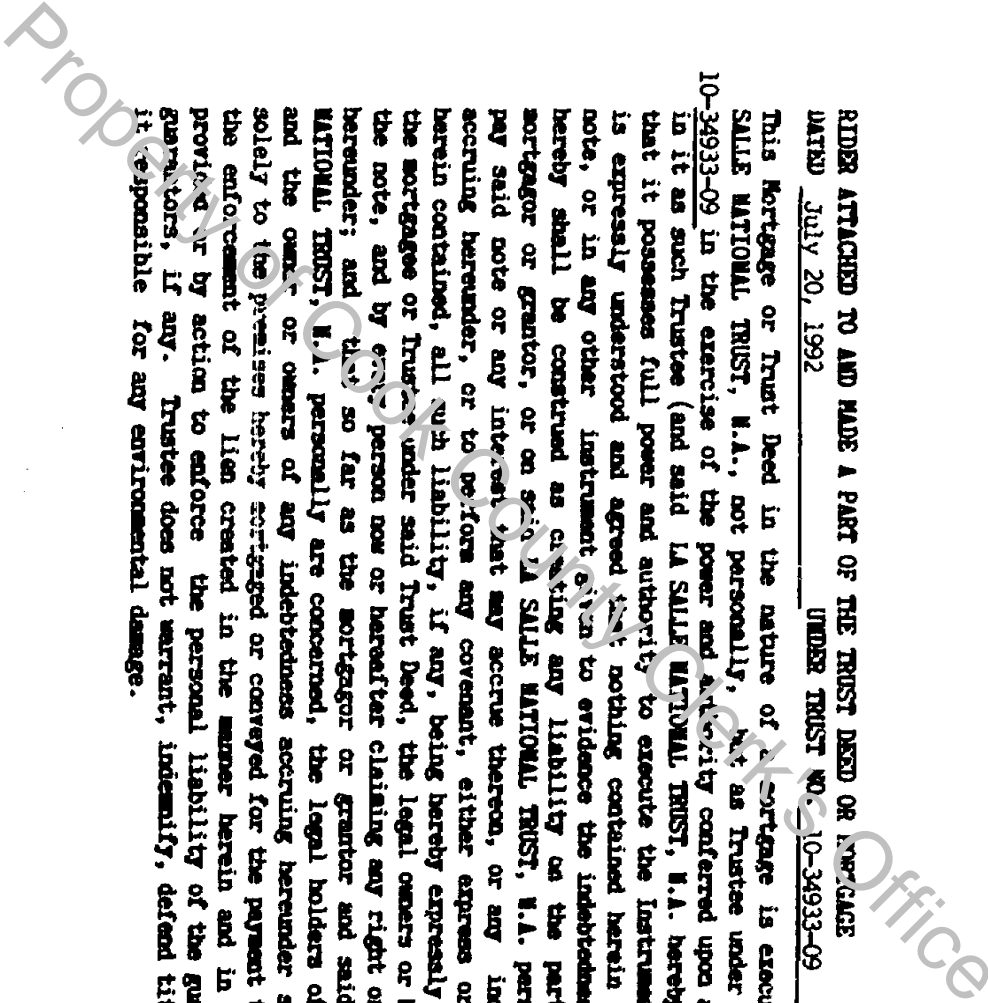 RIDER ATTACHED TO AND MADE A PART OF THE TRUST DEED OR MORTGAGE
DATED July 20, 1992 UNDER TRUST NO. 10-34933-09
This Mortgage or Trust Deed in the nature of a mortgage is execu
SALLE NATIONAL TRUST, N.A., not personally, but as Trustee under
10-34933-09 in the exercise of the power and authority conferred upon a
in it as such Trustee (and said LA SALLE NATIONAL TRUST, N.A. hereby
that it possesses full power and authority to execute the Instrume
is expressly understood and agreed that nothing contained herein
note, or in any other instrument given to evidence the indebtedne
hereby shall be construed as creating any liability on the par
mortgagor or grantor, or on said LA SALLE NATIONAL TRUST, N.A. per
pay said note or any interest that may accrue thereon, or any in
accruing hereunder, or to perform any covenant, either express or
herein contained, all such liability, if any, being hereby expressly
the mortgagee or Trustee under said Trust Deed, the legal owners or
the note, and by every person now or hereafter claiming any right o
hereunder; and that so far as the mortgagor or grantor and said
NATIONAL TRUST, N.A. personally are concerned, the legal holders of
and the owner or owners of any indebtedness accruing hereunder s
solely to the premises hereby mortgaged or conveyed for the payment
the enforcement of the lien created in the manner herein and in
provided or by action to enforce the personal liability of the gu
guarantors, if any. Trustee does not warrant, indemnify, defend tit
it responsible for any environmental damage.
Property of Cook County Clerk's Office